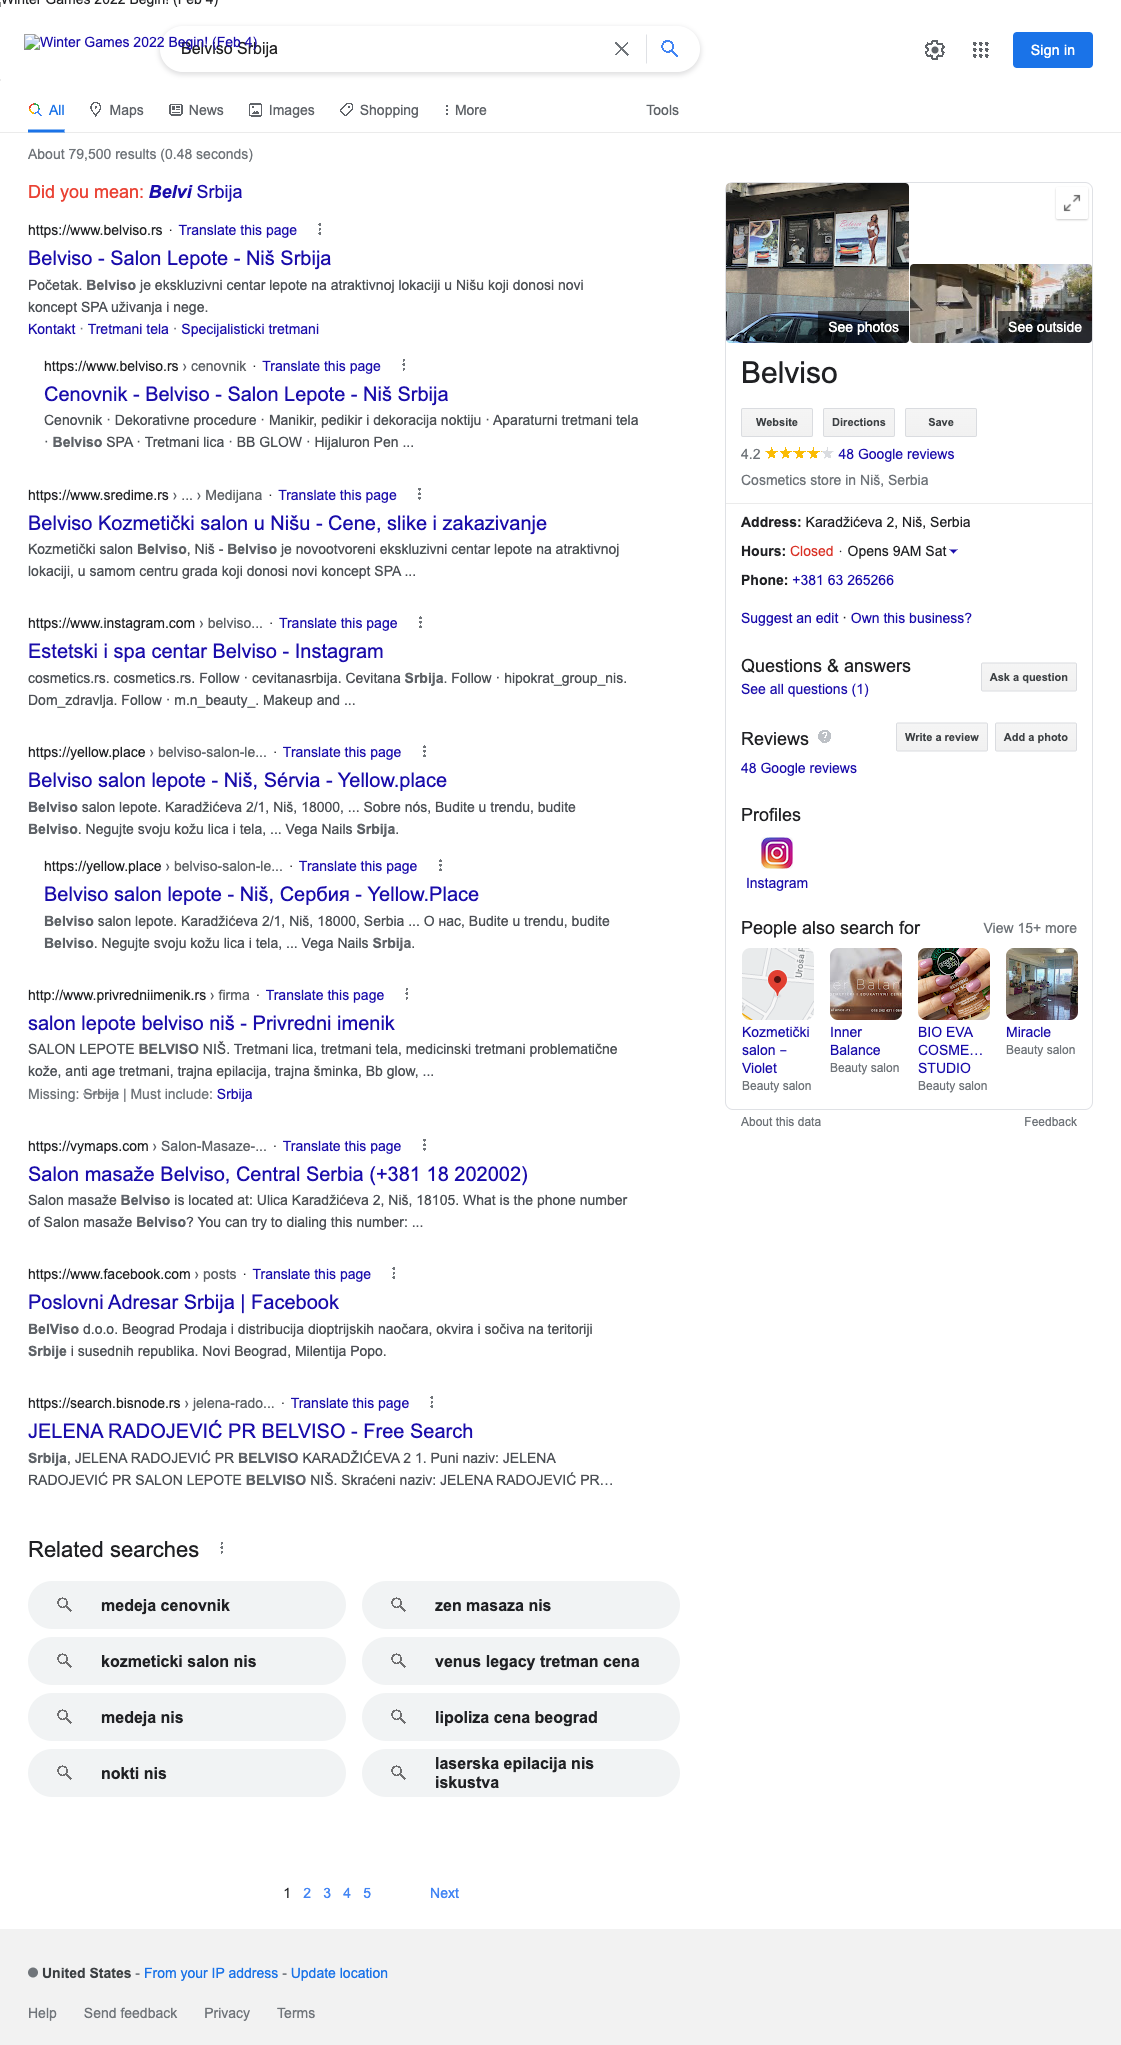 Winter Games 2022 Begin! (Feb 4)
Winter Games 2022 Begin! (Feb 4)
Belviso Srbija
Sign in
All
Maps
News
Images
Shopping
More
Tools
About 79,500 results (0.48 seconds)
Did you mean: Belvi Srbija
https://www.belviso.rs · Translate this page
Belviso - Salon Lepote - Niš Srbija
Početak. Belviso je ekskluzivni centar lepote na atraktivnoj lokaciji u Nišu koji donosi novi
koncept SPA uživanja i nege.
Kontakt · Tretmani tela · Specijalisticki tretmani
https://www.belviso.rs › cenovnik · Translate this page
Cenovnik - Belviso - Salon Lepote - Niš Srbija
Cenovnik · Dekorativne procedure · Manikir, pedikir i dekoracija noktiju · Aparaturni tretmani tela
· Belviso SPA · Tretmani lica · BB GLOW · Hijaluron Pen ...
https://www.sredime.rs › ... › Medijana · Translate this page
Belviso Kozmetički salon u Nišu - Cene, slike i zakazivanje
Kozmetički salon Belviso, Niš - Belviso je novootvoreni ekskluzivni centar lepote na atraktivnoj
lokaciji, u samom centru grada koji donosi novi koncept SPA ...
https://www.instagram.com › belviso... · Translate this page
Estetski i spa centar Belviso - Instagram
cosmetics.rs. cosmetics.rs. Follow · cevitanasrbija. Cevitana Srbija. Follow · hipokrat_group_nis.
Dom_zdravlja. Follow · m.n_beauty_. Makeup and ...
https://yellow.place › belviso-salon-le... · Translate this page
Belviso salon lepote - Niš, Sérvia - Yellow.place
Belviso salon lepote. Karadžićeva 2/1, Niš, 18000, ... Sobre nós, Budite u trendu, budite
Belviso. Negujte svoju kožu lica i tela, ... Vega Nails Srbija.
https://yellow.place › belviso-salon-le... · Translate this page
Belviso salon lepote - Niš, Сербия - Yellow.Place
Belviso salon lepote. Karadžićeva 2/1, Niš, 18000, Serbia ... О нас, Budite u trendu, budite
Belviso. Negujte svoju kožu lica i tela, ... Vega Nails Srbija.
http://www.privredniimenik.rs › firma · Translate this page
salon lepote belviso niš - Privredni imenik
SALON LEPOTE BELVISO NIŠ. Tretmani lica, tretmani tela, medicinski tretmani problematične
kože, anti age tretmani, trajna epilacija, trajna šminka, Bb glow, ...
Missing: Srbija | Must include: Srbija
https://vymaps.com › Salon-Masaze-... · Translate this page
Salon masaže Belviso, Central Serbia (+381 18 202002)
Salon masaže Belviso is located at: Ulica Karadžićeva 2, Niš, 18105. What is the phone number
of Salon masaže Belviso? You can try to dialing this number: ...
https://www.facebook.com › posts · Translate this page
Poslovni Adresar Srbija | Facebook
BelViso d.o.o. Beograd Prodaja i distribucija dioptrijskih naočara, okvira i sočiva na teritoriji
Srbije i susednih republika. Novi Beograd, Milentija Popo.
https://search.bisnode.rs › jelena-rado... · Translate this page
JELENA RADOJEVIĆ PR BELVISO - Free Search
Srbija, JELENA RADOJEVIĆ PR BELVISO KARADŽIĆEVA 2 1. Puni naziv: JELENA
RADOJEVIĆ PR SALON LEPOTE BELVISO NIŠ. Skraćeni naziv: JELENA RADOJEVIĆ PR…
Related searches
medeja cenovnik
zen masaza nis
kozmeticki salon nis
venus legacy tretman cena
medeja nis
lipoliza cena beograd
nokti nis
laserska epilacija nis
iskustva
1 2 3 4 5 Next
See photos
See outside
Belviso
Website
Directions
Save
4.2 48 Google reviews
Cosmetics store in Niš, Serbia
Address: Karadžićeva 2, Niš, Serbia
Hours: Closed · Opens 9AM Sat
Phone: +381 63 265266
Suggest an edit · Own this business?
Questions & answers
See all questions (1)
Ask a question
Reviews
Write a review
Add a photo
48 Google reviews
Profiles
Instagram
People also search for
View 15+ more
Kozmetički
salon –
Violet
Beauty salon
Inner
Balance
Beauty salon
BIO EVA
COSME…
STUDIO
Beauty salon
Miracle
Beauty salon
About this data
Feedback
United States - From your IP address - Update location
Help
Send feedback
Privacy
Terms